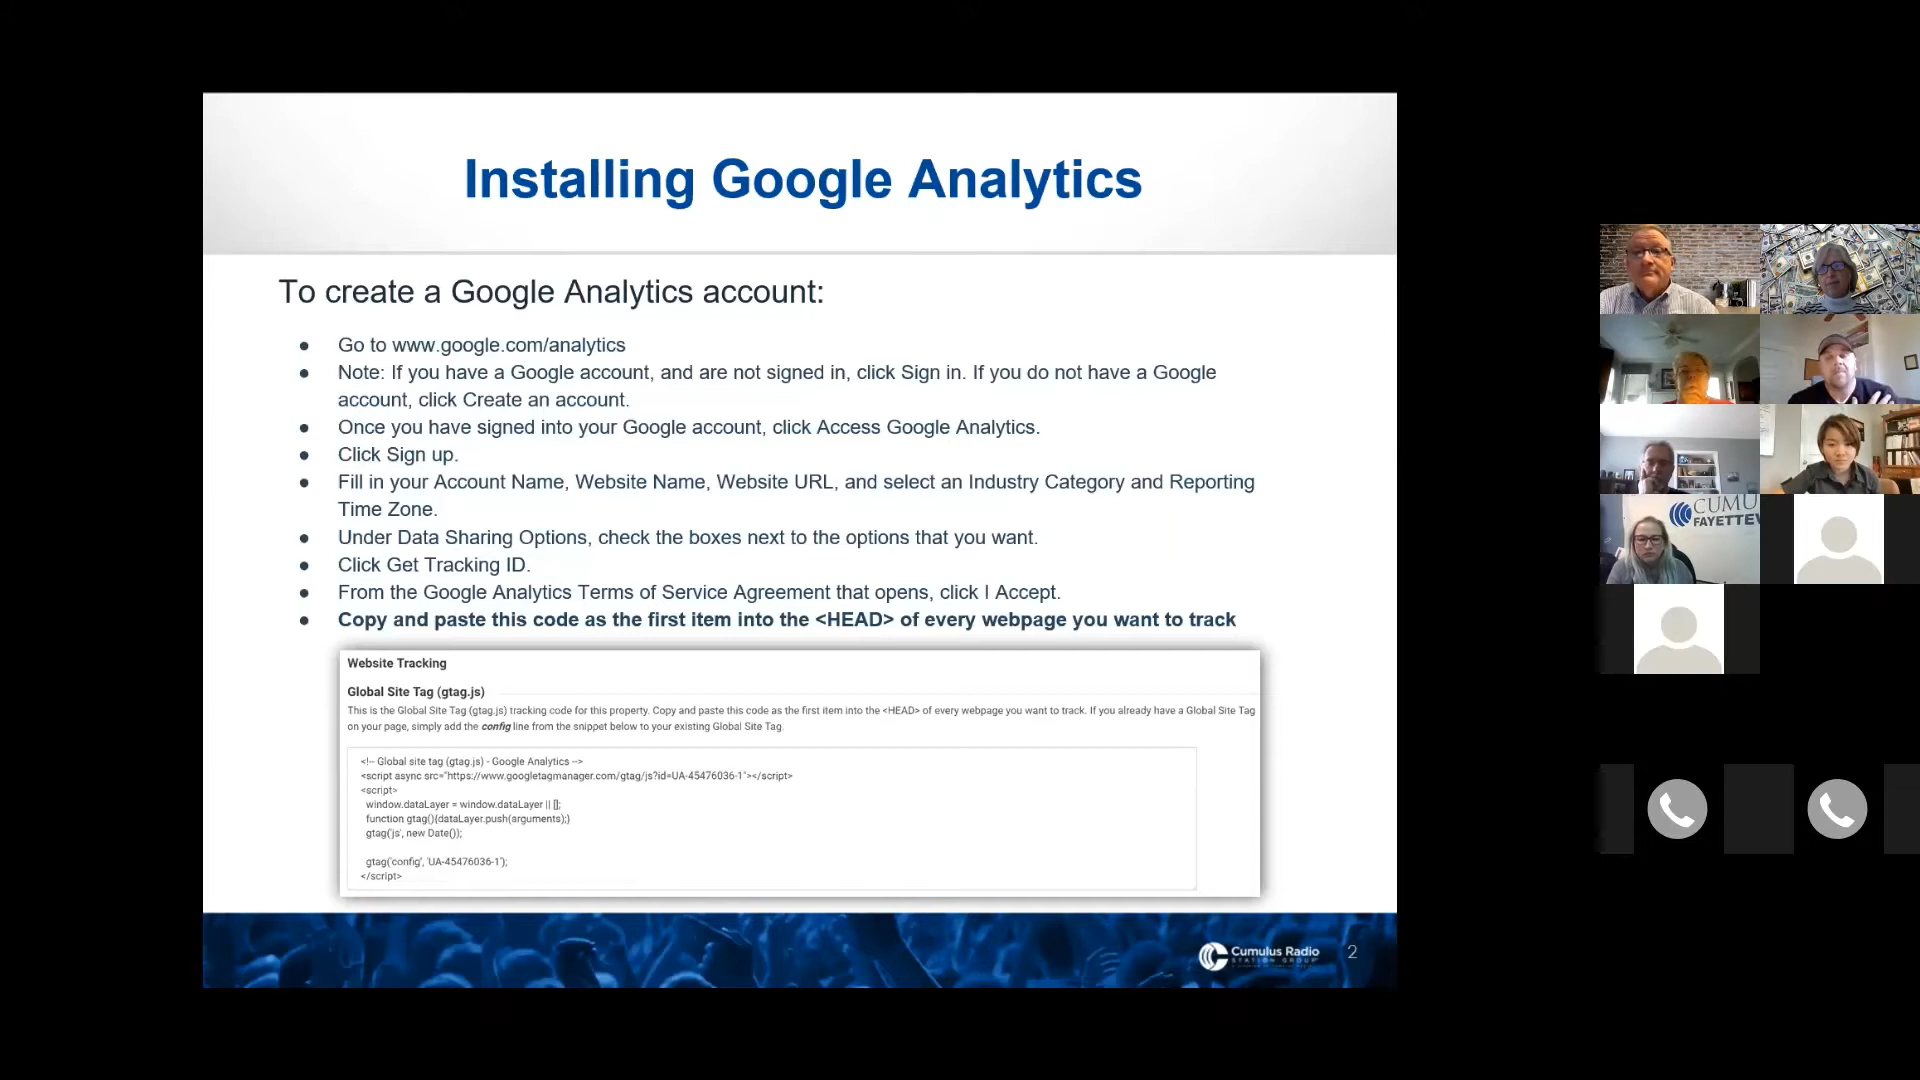 Installing Google Analytics
To create a Google Analytics account:
● Go to www.google.com/analytics
● Note: If you have a Google account, and are not signed in, click Sign in. If you do not have a Google
account, click Create an account.
● Once you have signed into your Google account, click Access Google Analytics.
● Click Sign up.
● Fill in your Account Name, Website Name, Website URL, and select an Industry Category and Reporting
Time Zone.
● Under Data Sharing Options, check the boxes next to the options that you want.
● Click Get Tracking ID.
● From the Google Analytics Terms of Service Agreement that opens, click I Accept.
● Copy and paste this code as the first item into the <HEAD> of every webpage you want to track
Website Tracking
Global Site Tag (gtag.js)
This is the Global Site Tag (gtag.js) tracking code for this property. Copy and paste this code as the first item into the <HEAD> of every webpage you want to track. If you already have a Global Site Tag
on your page, simply add the config line from the snippet below to your existing Global Site Tag.
<!-- Global site tag (gtag.js) - Google Analytics -->
<script async src="https://www.googletagmanager.com/gtag/js?id=UA-45476036-1"></script>
<script>
window.dataLayer = window.dataLayer || [];
function gtag(){dataLayer.push(arguments);}
gtag('js', new Date());
gtag('config', 'UA-45476036-1');
</script>
Cumulus Radio
STATION GROUP
2
CUMU
FAYETTEV